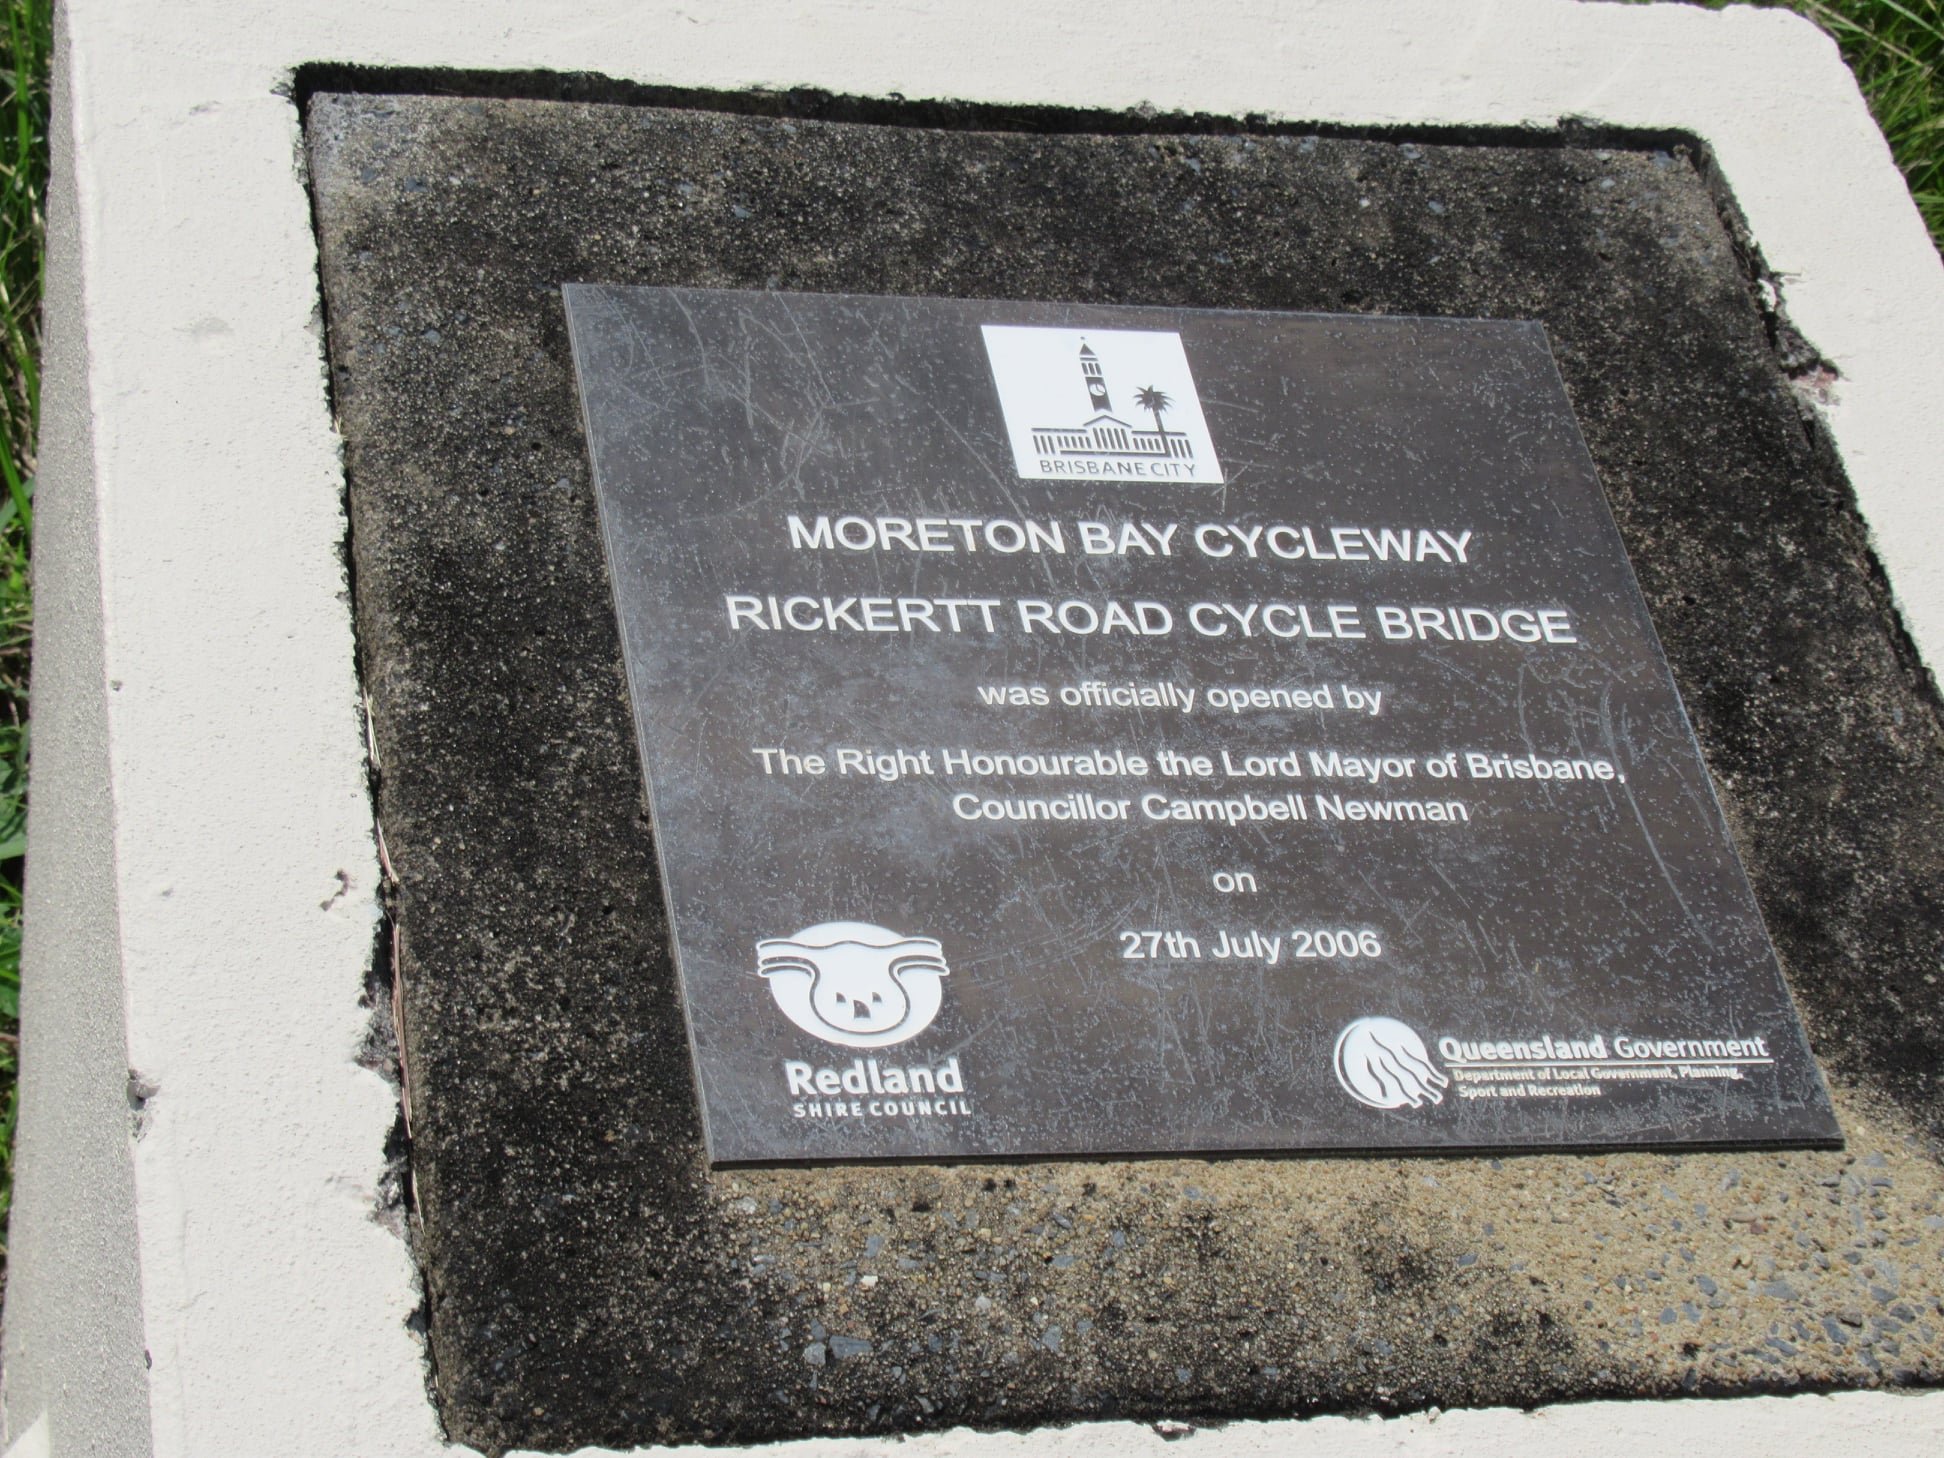 BRISBANE CITY
MORETON BAY CYCLEWAY
RICKERTT ROAD CYCLE BRIDGE
was officially opened by
The Right Honourable the Lord Mayor of Brisbane,
Councillor Campbell Newman
on
27th July 2006
Redland
SHIRE COUNCIL
Queensland Government
Department of Local Government, Planning,
Sport and Recreation